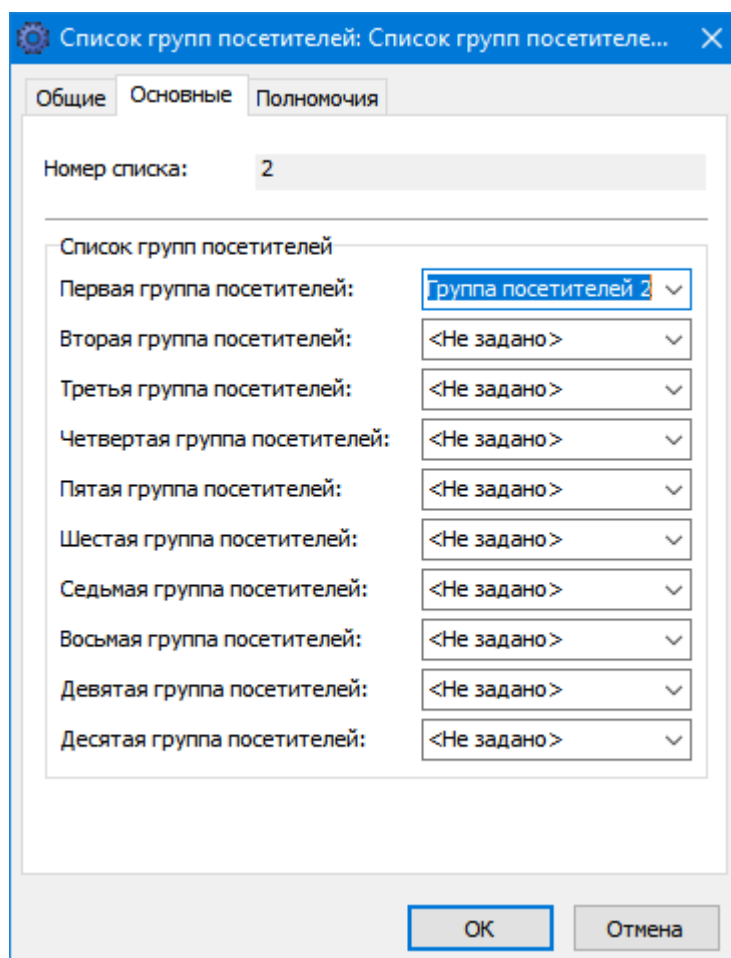 Список групп посетителей: Список групп посетителе...
Общие Основные Полномочия
Номер списка: 2
Список групп посетителей
Первая группа посетителей: Группа посетителей 2
Вторая группа посетителей: <Не задано>
Третья группа посетителей: <Не задано>
Четвертая группа посетителей: <Не задано>
Пятая группа посетителей: <Не задано>
Шестая группа посетителей: <Не задано>
Седьмая группа посетителей: <Не задано>
Восьмая группа посетителей: <Не задано>
Девятая группа посетителей: <Не задано>
Десятая группа посетителей: <Не задано>
ОК Отмена